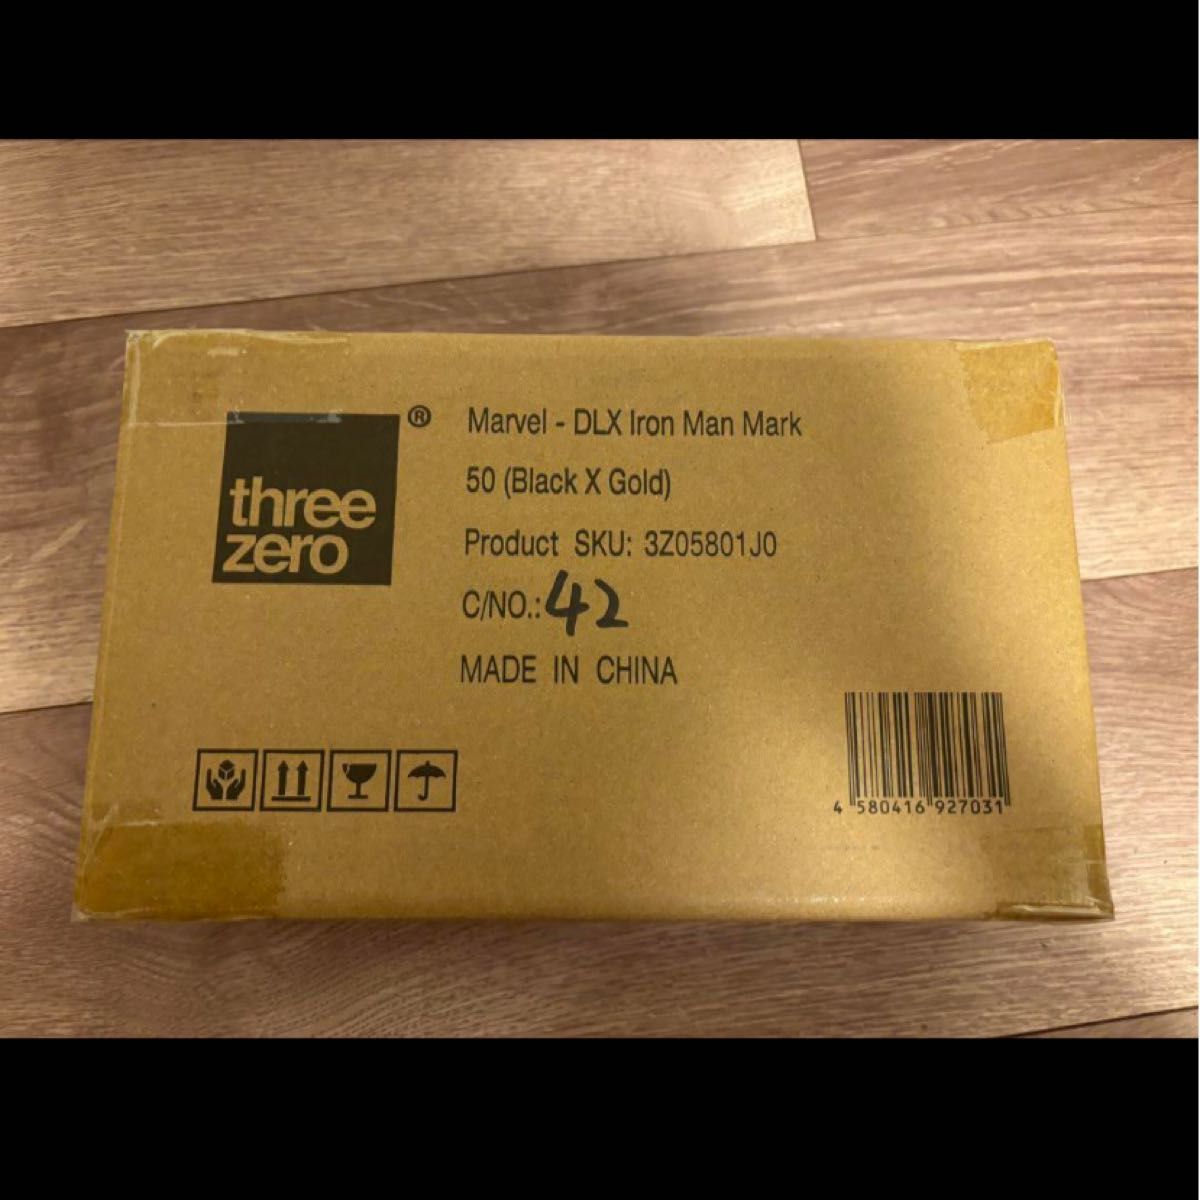 three
zero
®
Marvel - DLX Iron Man Mark
50 (Black X Gold)
Product SKU: 3Z05801J0
C/NO.: 42
MADE IN CHINA
4 580416 927031